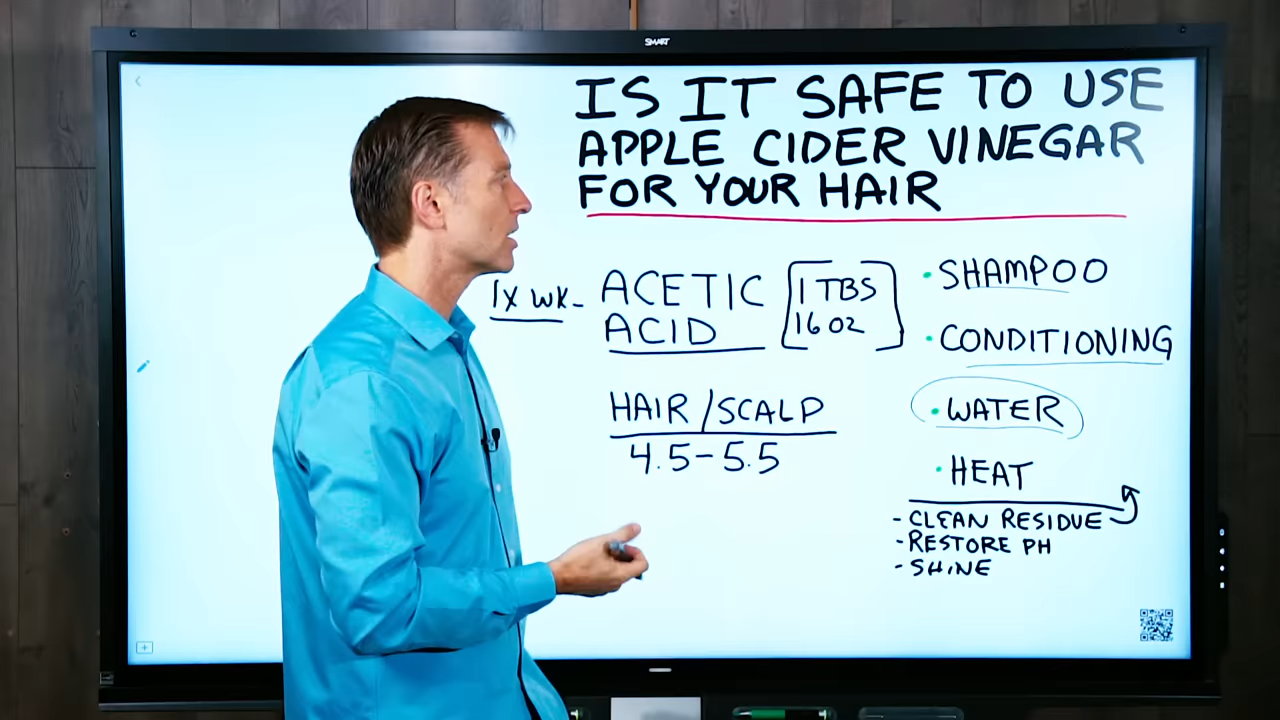 SMART
IS IT SAFE TO USE
APPLE CIDER VINEGAR
FOR YOUR HAIR
1X WK- ACETIC ACID
[1 TBS
16 OZ]
HAIR/SCALP
4.5-5.5
• SHAMPOO
• CONDITIONING
• WATER
• HEAT
- CLEAN RESIDUE
- RESTORE PH
- SHINE